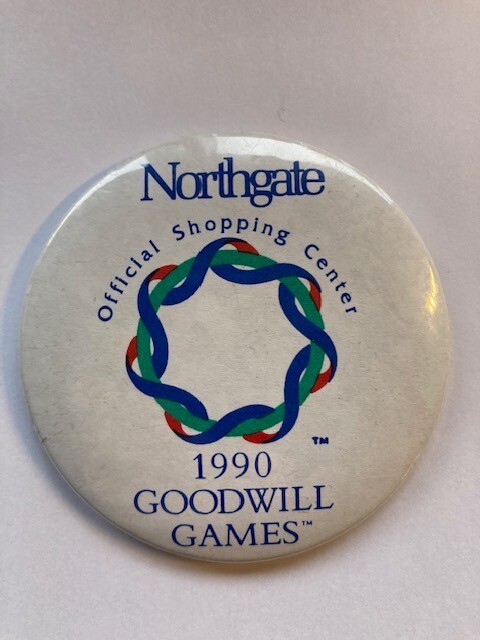 Northgate
Official Shopping Center
TM
1990
GOODWILL
GAMES™